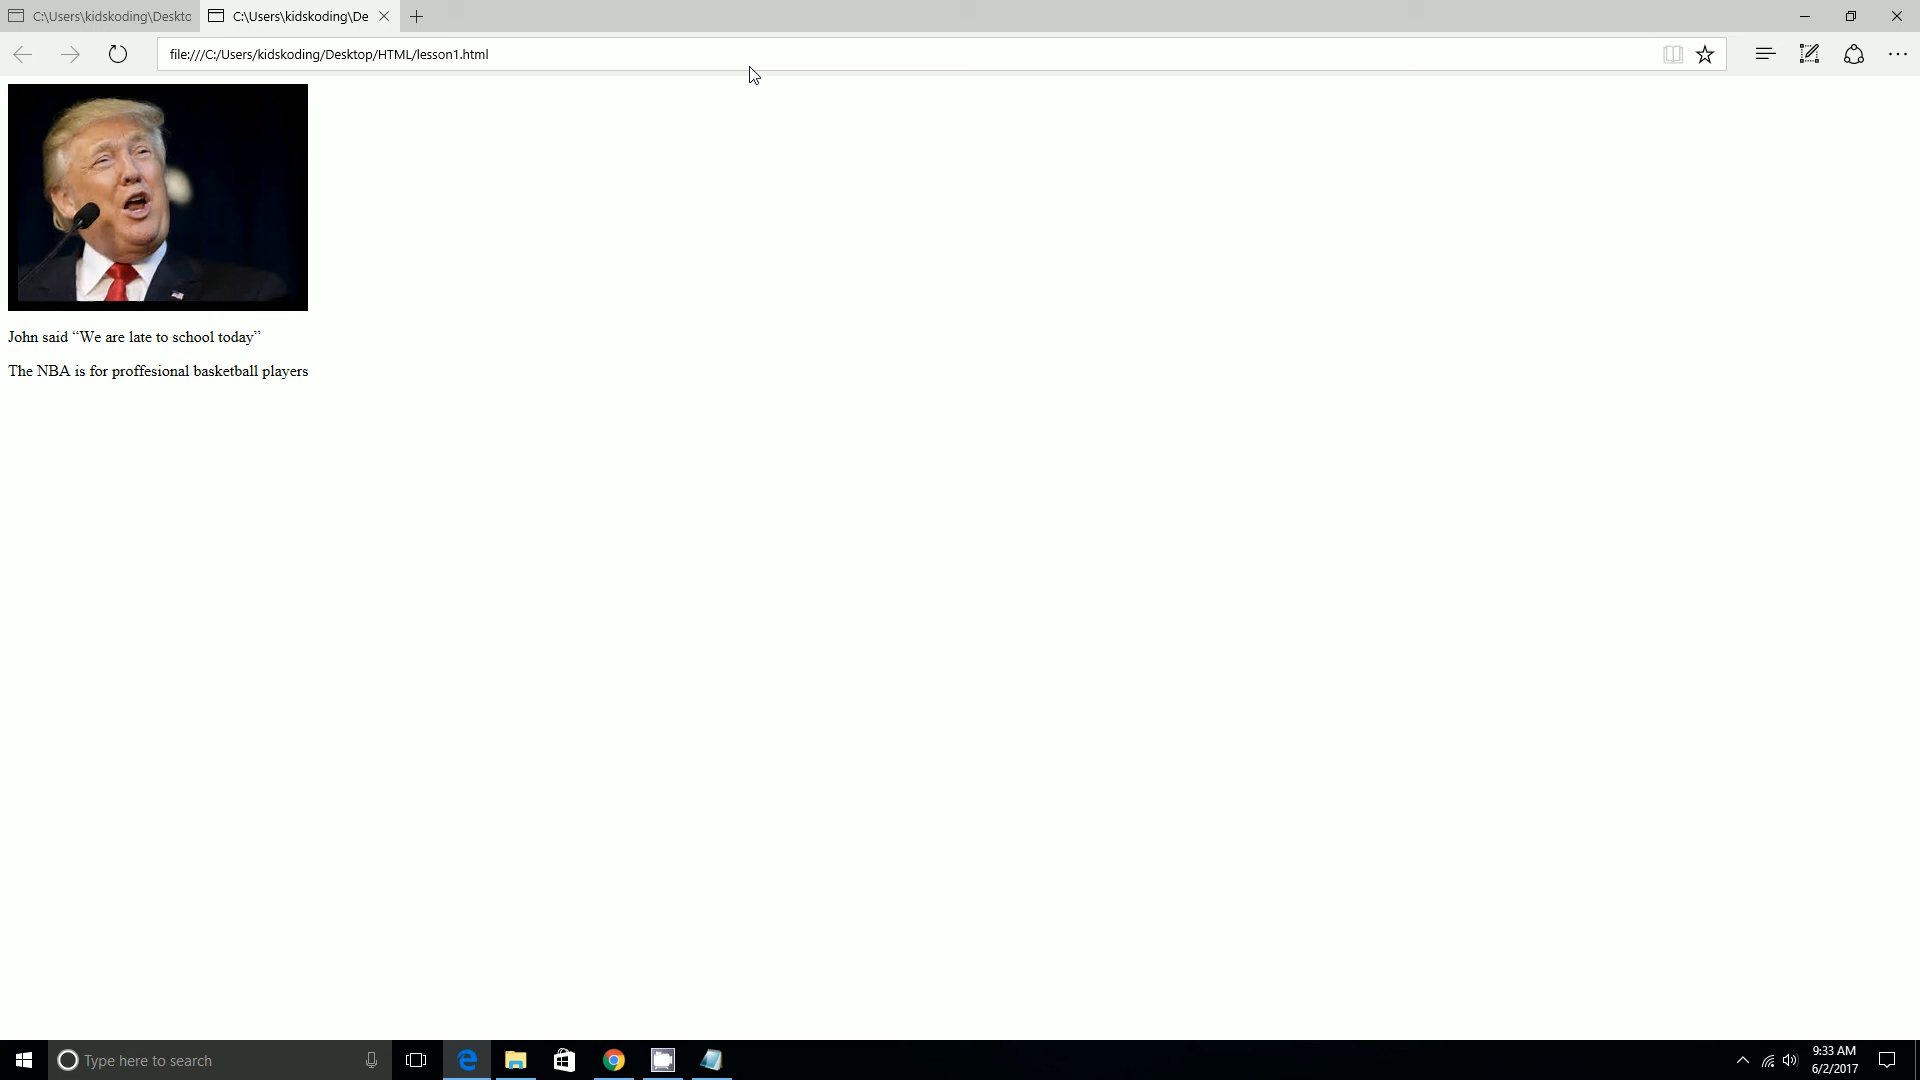 C:\Users\kidskoding\Deskto
C:\Users\kidskoding\De
file:///C:/Users/kidskoding/Desktop/HTML/lesson1.html
John said “We are late to school today”
The NBA is for proffesional basketball players
Type here to search
9:33 AM
6/2/2017